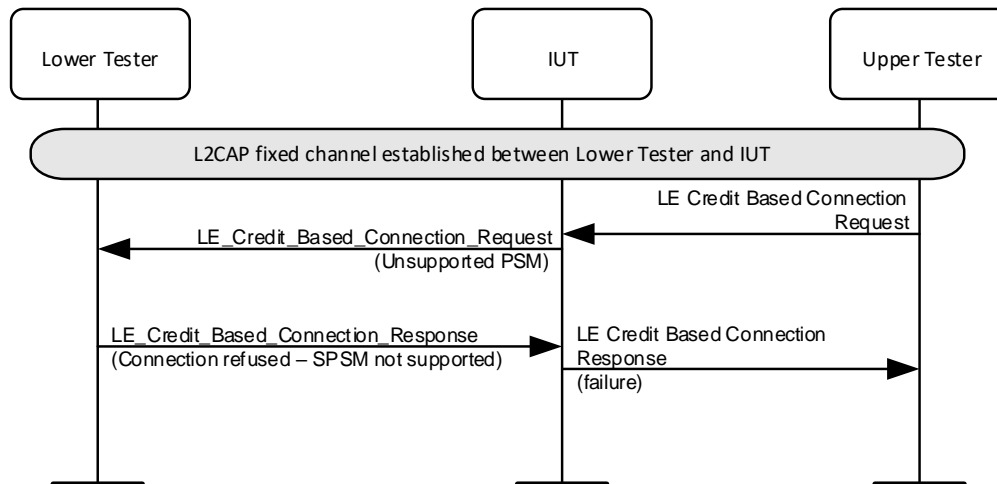 Lower Tester
IUT
Upper Tester
L2CAP fixed channel established between Lower Tester and IUT
LE Credit Based Connection
Request
LE_Credit_Based_Connection_Request
(Unsupported PSM)
LE_Credit_Based_Connection_Response
(Connection refused – SPSM not supported)
LE Credit Based Connection
Response
(failure)